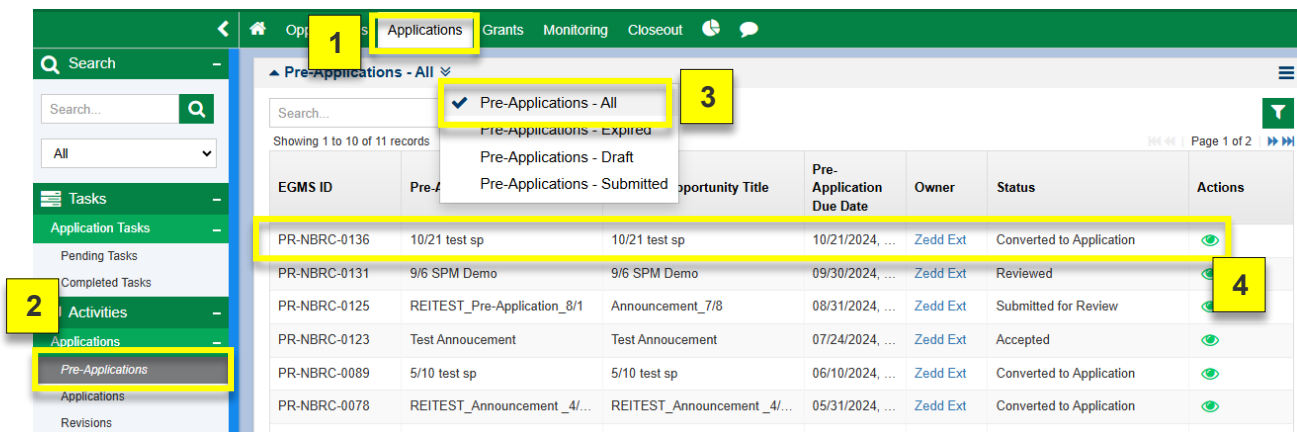 Opp s Applications Grants Monitoring Closeout
1
Search
Search...
All
Tasks
Application Tasks
Pending Tasks
Completed Tasks
2
Activities
Applications
Pre-Applications
Applications
Revisions
Pre-Applications - All
3
Pre-Applications - All
Pre-Applications - Expired
Pre-Applications - Draft
Pre-Applications - Submitted
Search...
Showing 1 to 10 of 11 records Page 1 of 2
EGMS ID Pre-A pportunity Title Pre-Application Due Date Owner Status Actions
PR-NBRC-0136 10/21 test sp 10/21 test sp 10/21/2024, ... Zedd Ext Converted to Application
PR-NBRC-0131 9/6 SPM Demo 9/6 SPM Demo 09/30/2024, ... Zedd Ext Reviewed
4
PR-NBRC-0125 REITEST_Pre-Application_8/1 Announcement_7/8 08/31/2024, ... Zedd Ext Submitted for Review
PR-NBRC-0123 Test Annoucement Test Annoucement 07/24/2024, ... Zedd Ext Accepted
PR-NBRC-0089 5/10 test sp 5/10 test sp 06/10/2024, ... Zedd Ext Converted to Application
PR-NBRC-0078 REITEST_Announcement _4/... REITEST_Announcement _4/... 05/31/2024, ... Zedd Ext Converted to Application